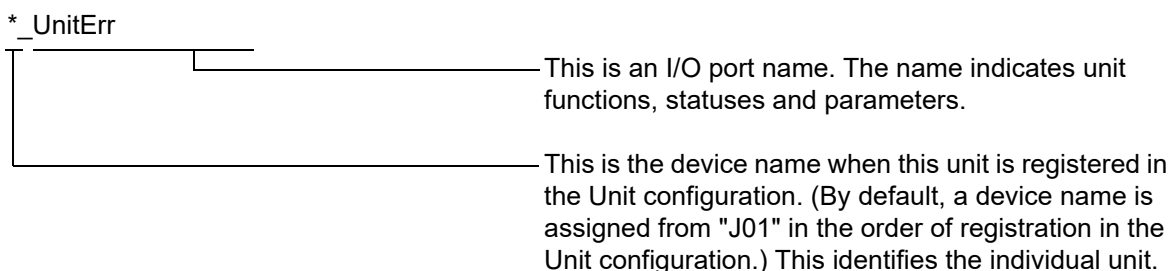 *_UnitErr
This is an I/O port name. The name indicates unit
functions, statuses and parameters.
This is the device name when this unit is registered in
the Unit configuration. (By default, a device name is
assigned from "J01" in the order of registration in the
Unit configuration.) This identifies the individual unit.